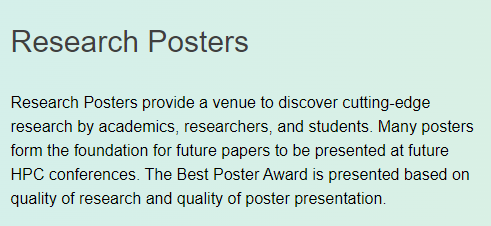 Research Posters
Research Posters provide a venue to discover cutting-edge
research by academics, researchers, and students. Many posters
form the foundation for future papers to be presented at future
HPC conferences. The Best Poster Award is presented based on
quality of research and quality of poster presentation.